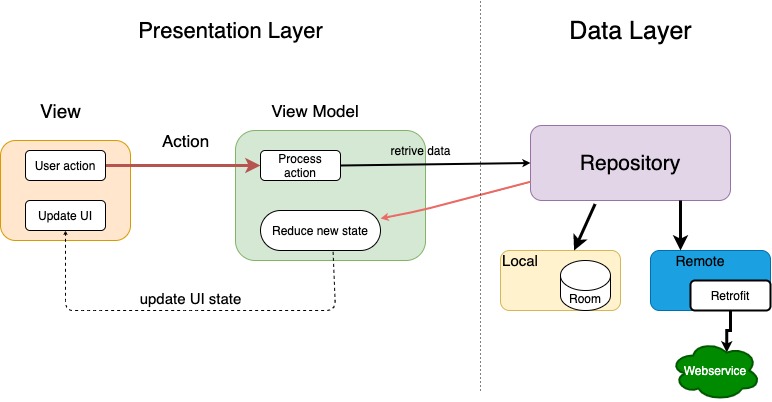 Presentation Layer
Data Layer
View
View Model
Action
User action
Process
action
retrive data
Repository
Update UI
Reduce new state
Local
Room
Remote
Retrofit
update UI state
Webservice